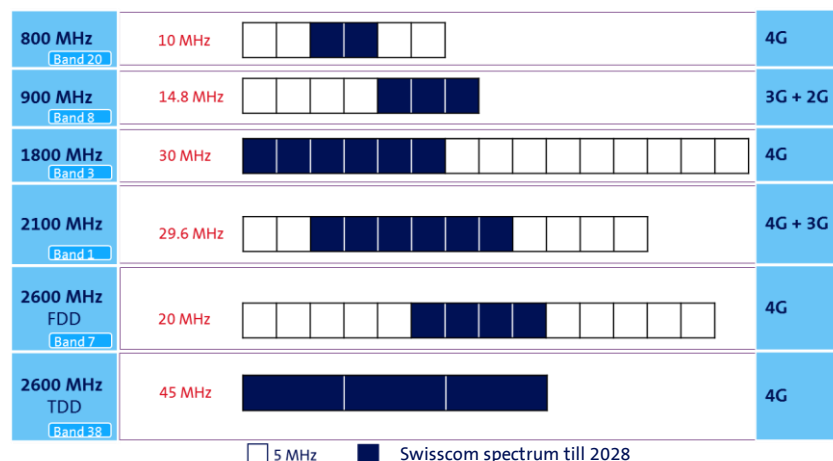 800 MHz
Band 20
10 MHz
4G
900 MHz
Band 8
14.8 MHz
3G + 2G
1800 MHz
Band 3
30 MHz
4G
2100 MHz
Band 1
29.6 MHz
4G + 3G
2600 MHz
FDD
Band 7
20 MHz
4G
2600 MHz
TDD
Band 38
45 MHz
4G
5 MHz
Swisscom spectrum till 2028